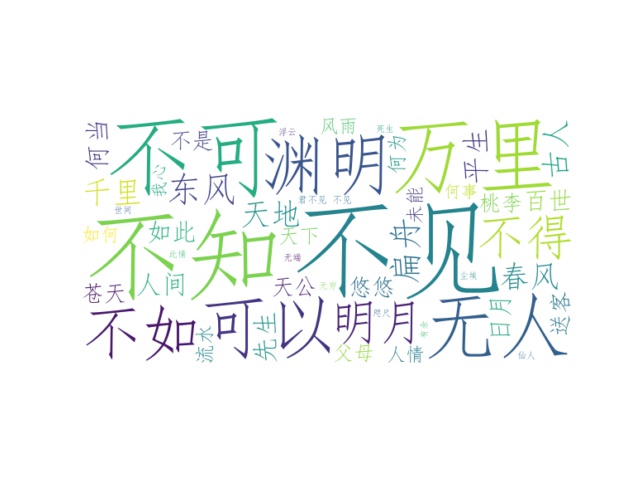 何当
不可
不是
浮云
风雨
渊明
死生
何为
万里
平生
古人
千里
我心
东风
君不见
不见
未能
何事
桃李
百世
世间
天地
如何
如此
不知
天下
不见
扁舟
不得
此情
无端
尘埃
苍天
人间
天公
无穷
悠悠
春风
日月
送客
不如
可以
明月
咫尺
无人
流水
先生
父母
人情
仙人